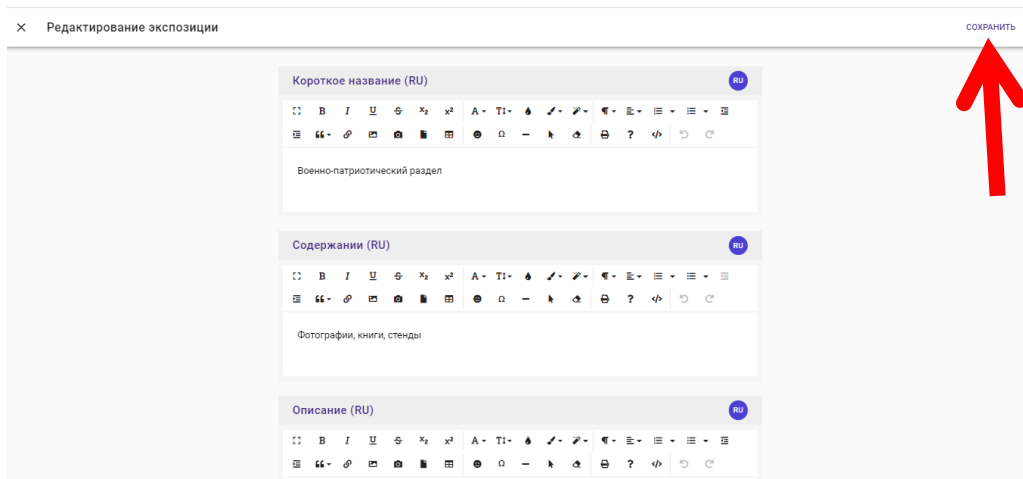 Редактирование экспозиции
СОХРАНИТЬ
Короткое название (RU)
RU
Военно-патриотический раздел
Содержании (RU)
RU
Фотографии, книги, стенды
Описание (RU)
RU